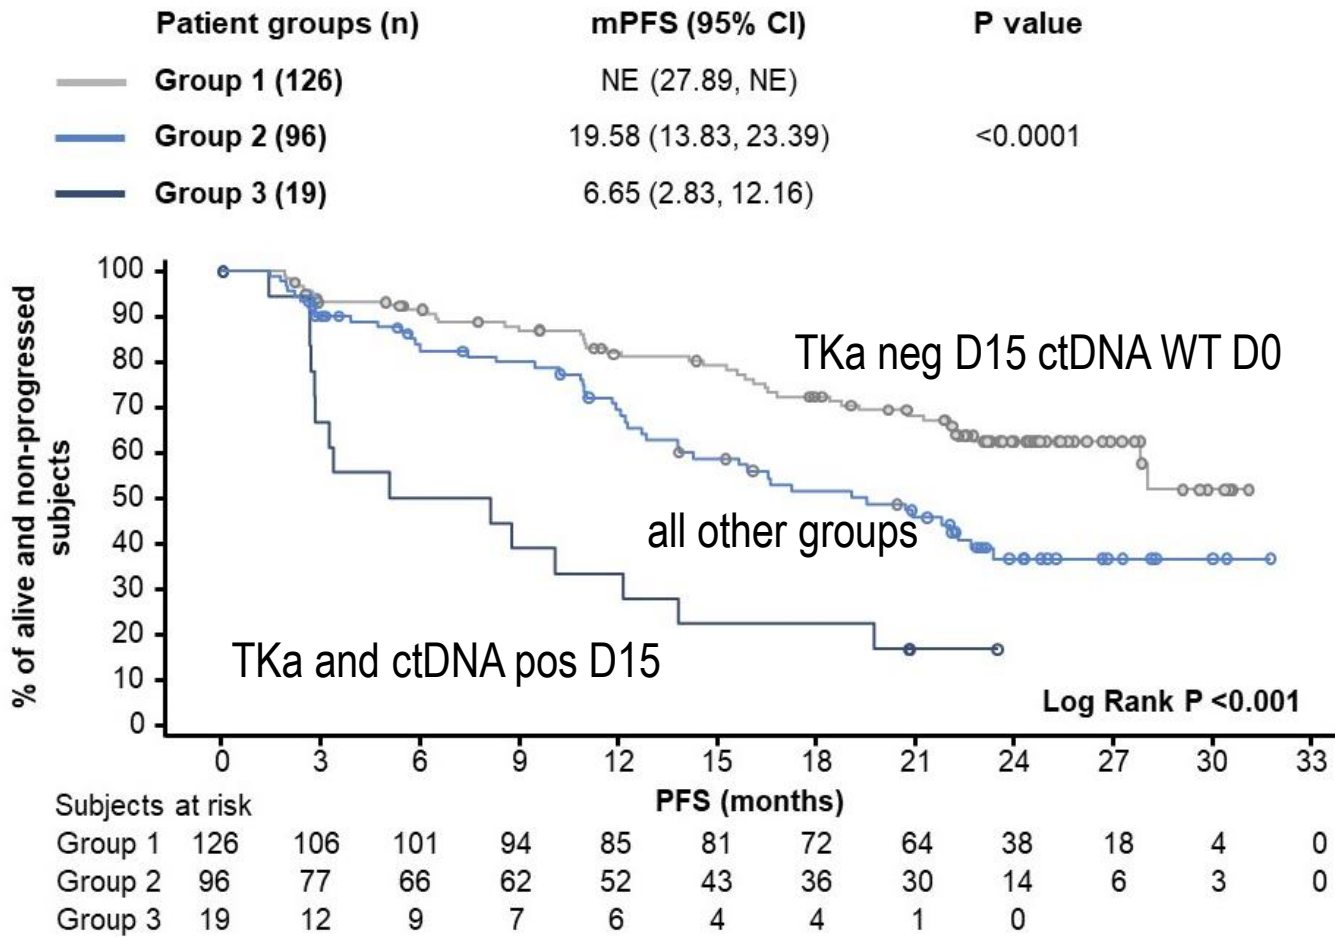 Patient groups (n) mPFS (95% CI) P value
Group 1 (126) NE (27.89, NE)
Group 2 (96) 19.58 (13.83, 23.39) <0.0001
Group 3 (19) 6.65 (2.83, 12.16)
% of alive and non-progressed
subjects
100
90
80
70
60
50
40
30
20
10
0
TKa neg D15 ctDNA WT D0
all other groups
TKa and ctDNA pos D15
Log Rank P <0.001
0 3 6 9 12 15 18 21 24 27 30 33
PFS (months)
Subjects at risk
Group 1 126 106 101 94 85 81 72 64 38 18 4 0
Group 2 96 77 66 62 52 43 36 30 14 6 3 0
Group 3 19 12 9 7 6 4 4 1 0